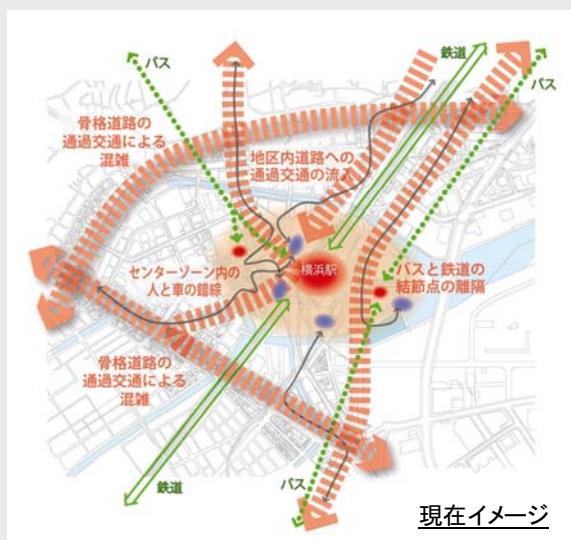 バス
鉄道
バス
骨格道路の
通過交通による
混雑
地区内道路への
通過交通の流入
センターゾーン内の
人と車の錯線
横浜駅
バスと鉄道の
結節点の離隔
骨格道路の
通過交通による
混雑
鉄道
バス
現在イメージ